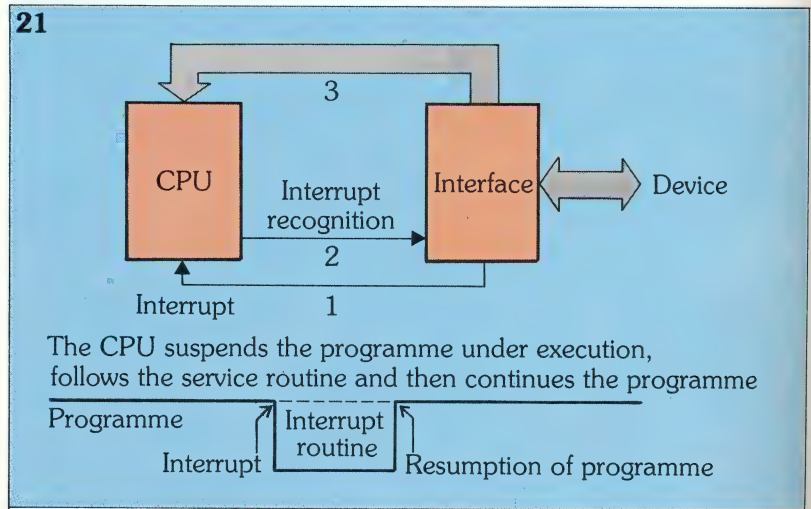 21
3
CPU
Interrupt
recognition
2
Interface
Device
Interrupt
1
The CPU suspends the programme under execution,
follows the service routine and then continues the programme
Programme
Interrupt
routine
Interrupt
Resumption of programme